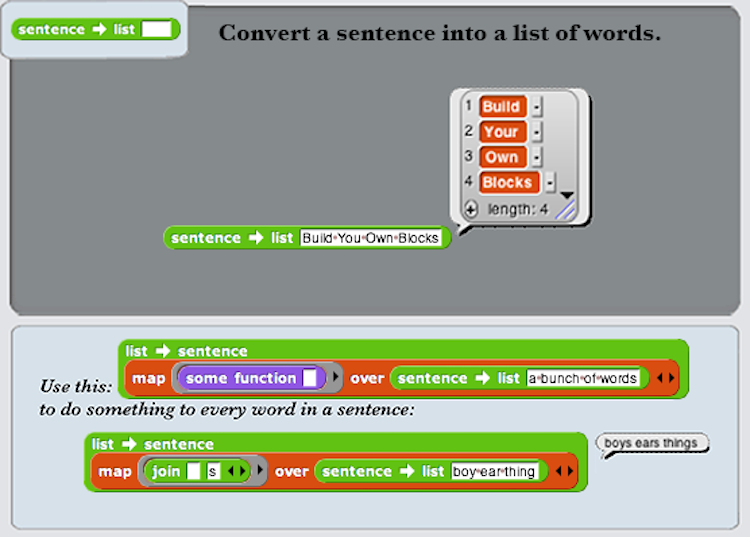 sentence ➔ list
Convert a sentence into a list of words.
1 Build -
2 Your -
3 Own -
4 Blocks -
+ length: 4
sentence ➔ list Build·You·Own·Blocks
list ➔ sentence
Use this: map some function over sentence ➔ list a·bunch·of·words
to do something to every word in a sentence:
list ➔ sentence
map join s over sentence ➔ list boy·ear·thing
boys ears things